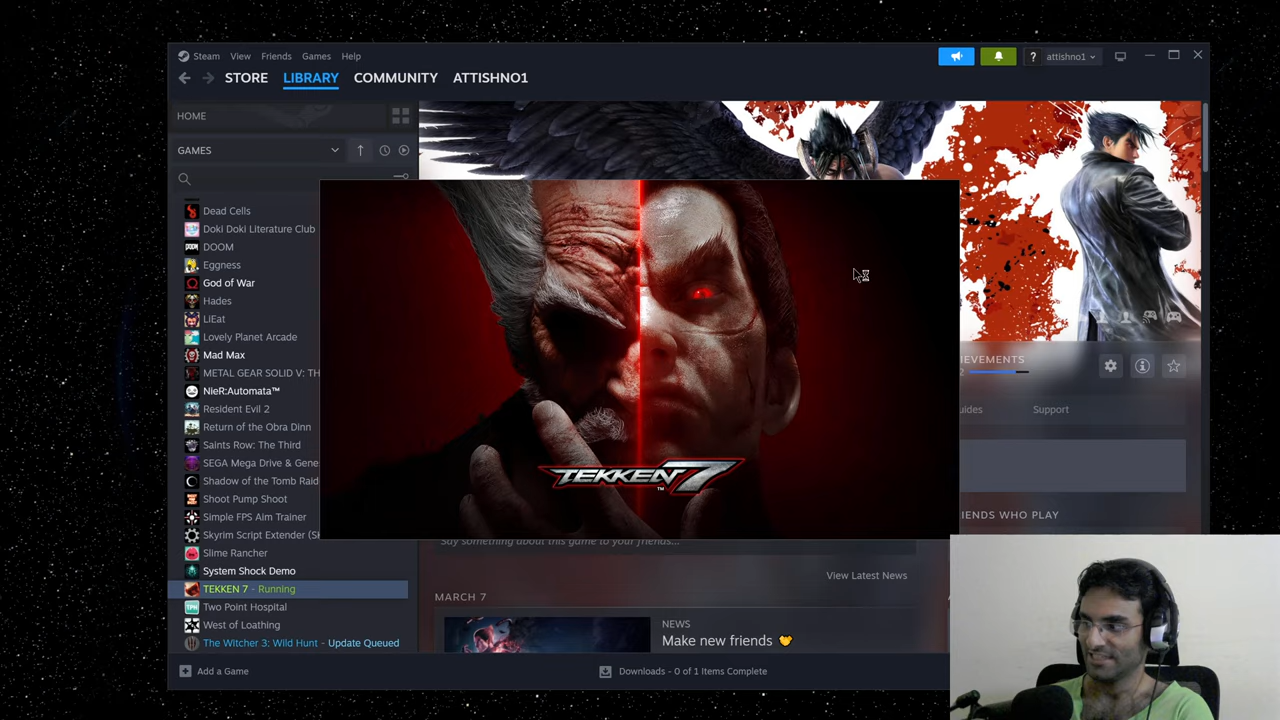 Steam View Friends Games Help
? attishno1
STORE LIBRARY COMMUNITY ATTISHNO1
HOME
GAMES
Dead Cells
Doki Doki Literature Club
DOOM
Eggness
God of War
Hades
LiEat
Lovely Planet Arcade
Mad Max
METAL GEAR SOLID V: TH
NieR:Automata™
Resident Evil 2
Return of the Obra Dinn
Saints Row: The Third
SEGA Mega Drive & Gene
Shadow of the Tomb Raid
Shoot Pump Shoot
Simple FPS Aim Trainer
Skyrim Script Extender (SK
Slime Rancher
System Shock Demo
TEKKEN 7 - Running
Two Point Hospital
West of Loathing
The Witcher 3: Wild Hunt - Update Queued
Add a Game
TEKKEN 7
™
IEVEMENTS
2
uides Support
IENDS WHO PLAY
Say something about this game to your friends...
View Latest News
MARCH 7
NEWS
Make new friends
Downloads - 0 of 1 Items Complete